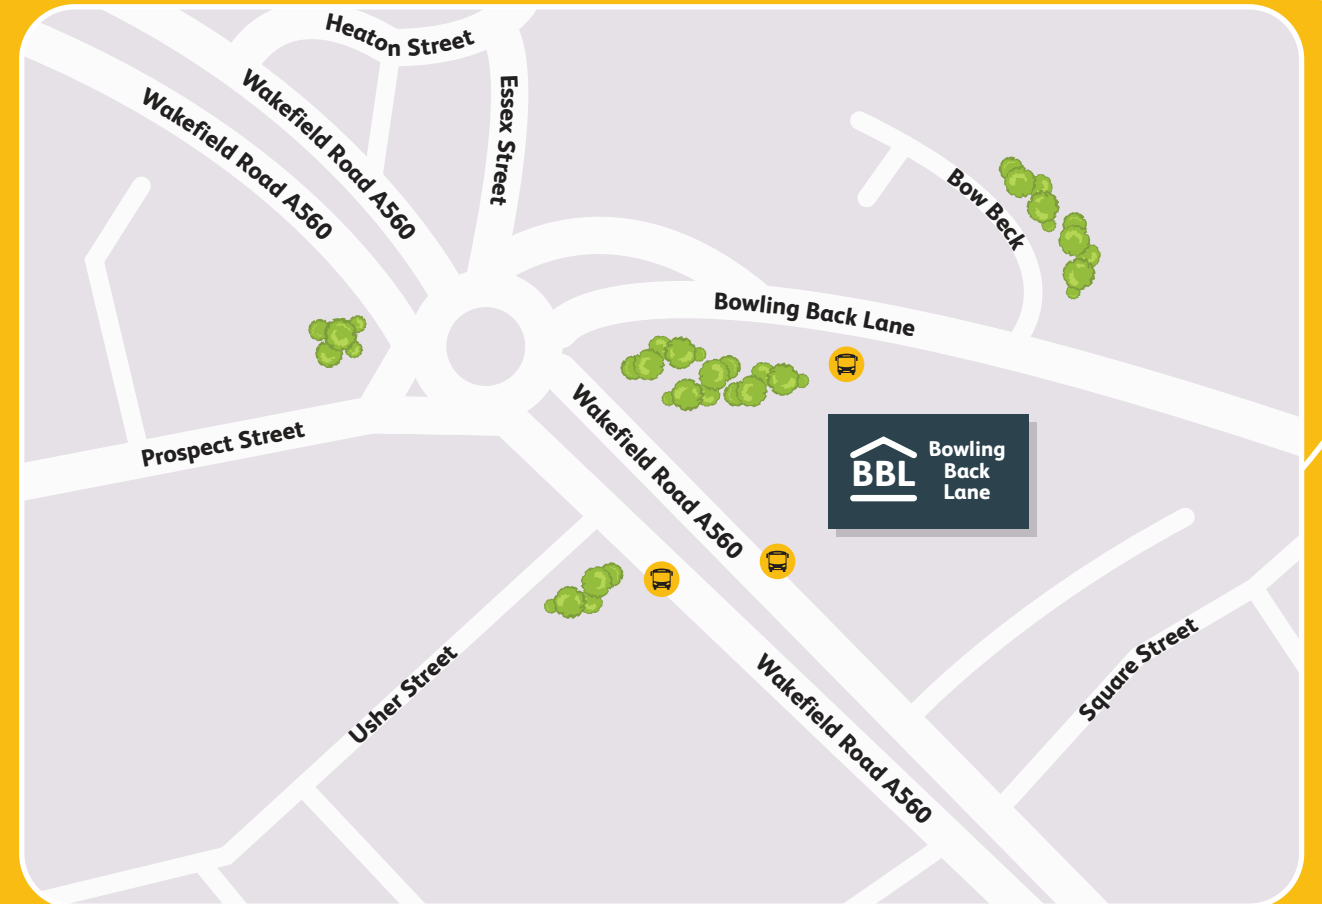 Heaton Street
Wakefield Road A560
Wakefield Road A560
Essex Street
Bow Beck
Bowling Back Lane
Prospect Street
Wakefield Road A560
BBL
Bowling
Back
Lane
Usher Street
Square Street
Wakefield Road A560